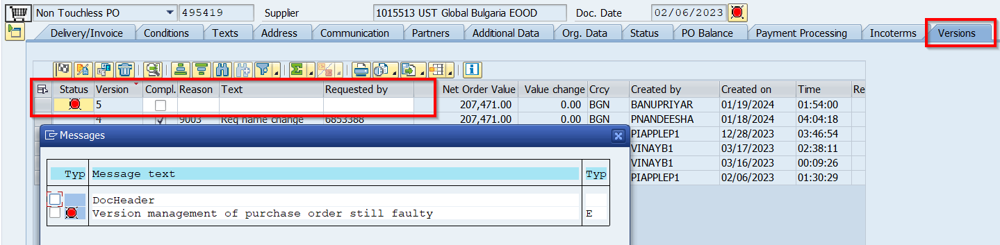 Non Touchless PO 495419 Supplier 1015513 UST Global Bulgaria EOOD Doc. Date 02/06/2023
Delivery/Invoice Conditions Texts Address Communication Partners Additional Data Org. Data Status PO Balance Payment Processing Incoterms Versions
Status Version Compl. Reason Text Requested by Net Order Value Value change Crcy Created by Created on Time Re
5 207,471.00 0.00 BGN BANUPRIYAR 01/19/2024 01:54:00
4 9003 Req name change 6853388 207,471.00 0.00 BGN PNANDEESHA 01/18/2024 04:04:18
Messages PIAPPLEP1 12/28/2023 03:46:54
VINAYB1 03/17/2023 02:38:11
VINAYB1 03/16/2023 00:09:26
Typ Message text Typ PIAPPLEP1 02/06/2023 01:30:29
DocHeader
Version management of purchase order still faulty E